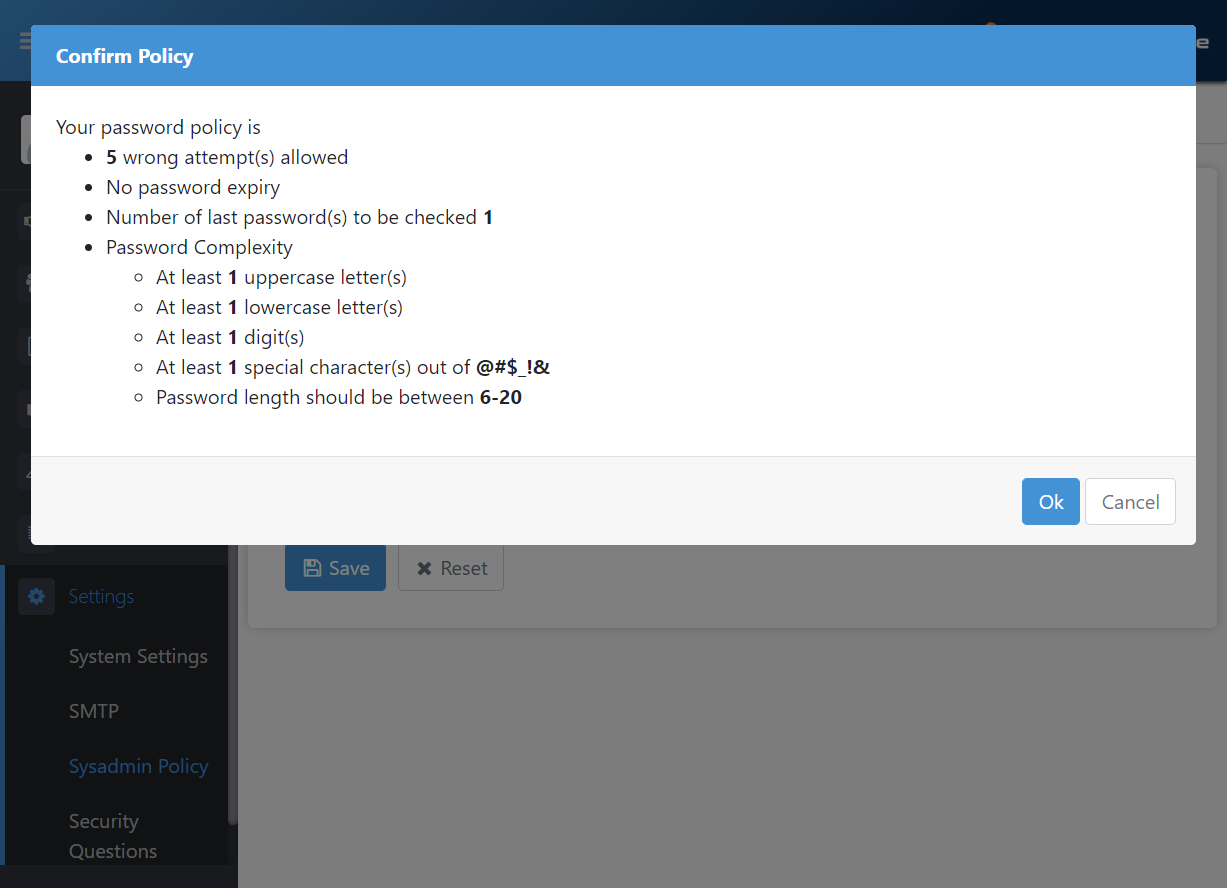 Confirm Policy
Your password policy is
5 wrong attempt(s) allowed
No password expiry
Number of last password(s) to be checked 1
Password Complexity
At least 1 uppercase letter(s)
At least 1 lowercase letter(s)
At least 1 digit(s)
At least 1 special character(s) out of @#$_!&
Password length should be between 6-20
Ok
Cancel
Save
Reset
Settings
System Settings
SMTP
Sysadmin Policy
Security
Questions